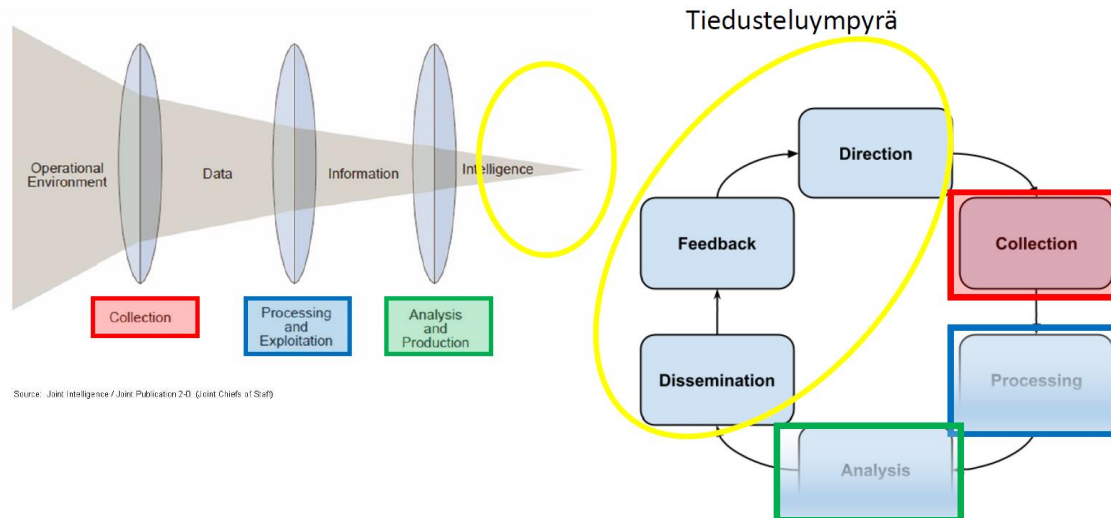 Tiedusteluympyrä
Operational
Environment
Data
Information
Intelligence
Collection
Processing
and
Exploitation
Analysis
and
Production
Source: Joint Intelligence / Joint Publication 2-0 (Joint Chiefs of Staff)
Direction
Collection
Processing
Analysis
Dissemination
Feedback